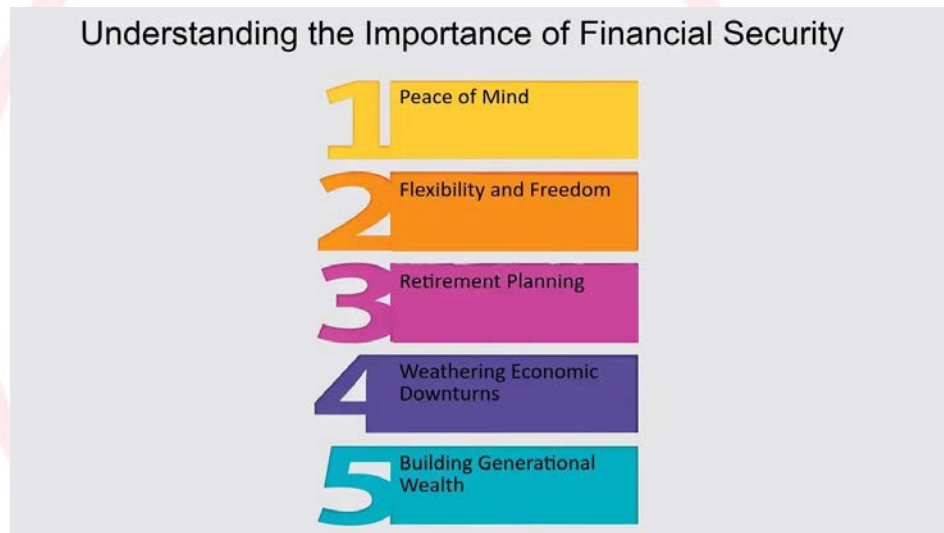 Understanding the Importance of Financial Security
1 Peace of Mind
2 Flexibility and Freedom
3 Retirement Planning
4 Weathering Economic
Downturns
5 Building Generational
Wealth